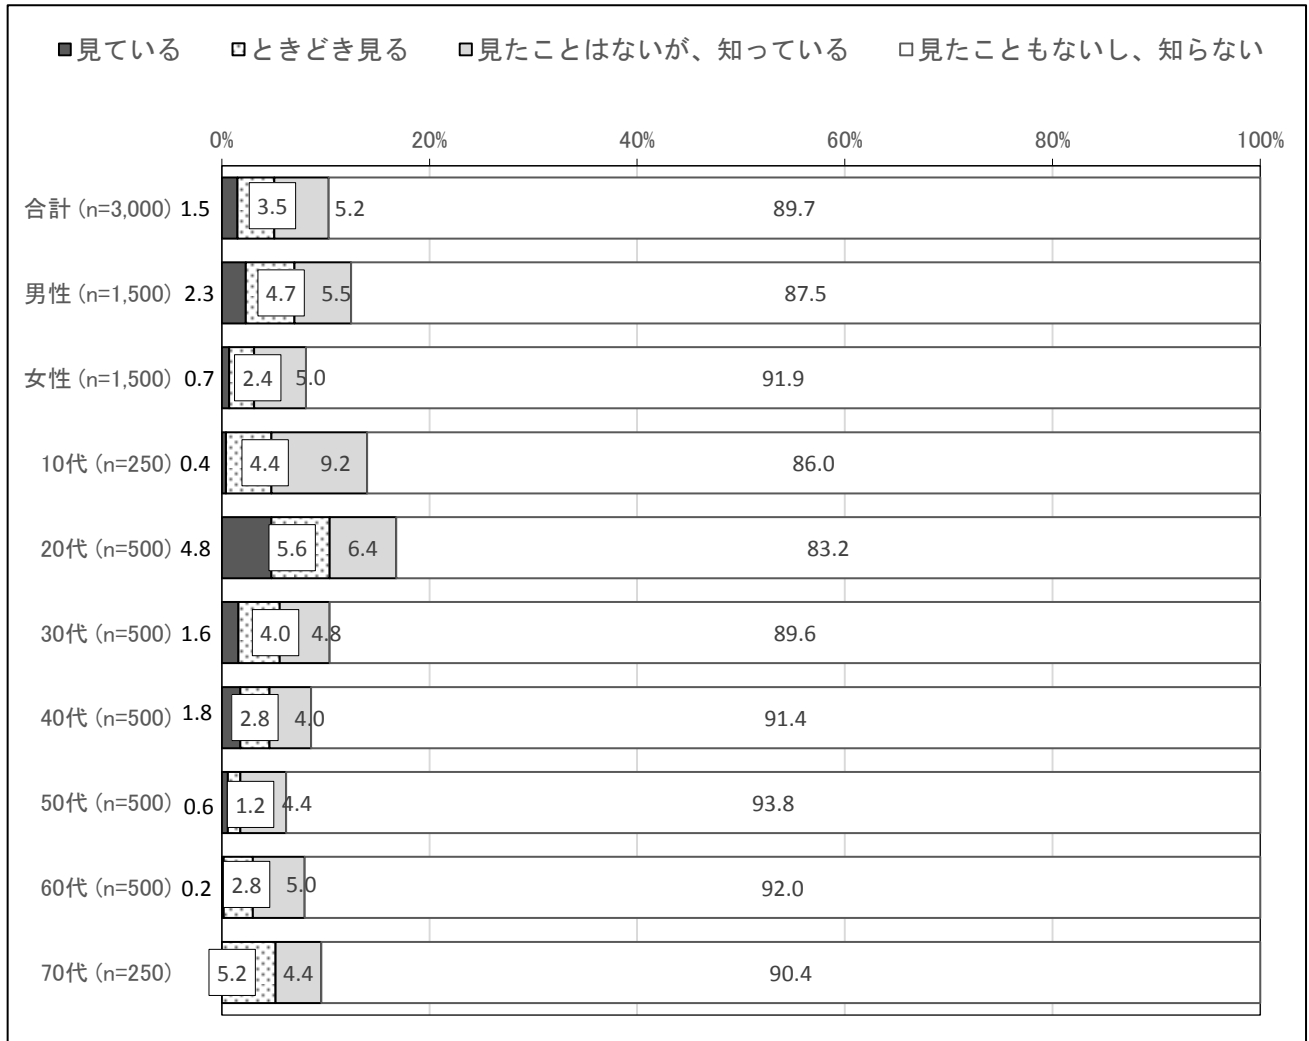 ■見ている ■ときどき見る ■見たことはないが、知っている □見たこともないし、知らない
0% 20% 40% 60% 80% 100%
合計 (n=3,000) 1.5 3.5 5.2 89.7
男性 (n=1,500) 2.3 4.7 5.5 87.5
女性 (n=1,500) 0.7 2.4 5.0 91.9
10代 (n=250) 0.4 4.4 9.2 86.0
20代 (n=500) 4.8 5.6 6.4 83.2
30代 (n=500) 1.6 4.0 4.8 89.6
40代 (n=500) 1.8 2.8 4.0 91.4
50代 (n=500) 0.6 1.2 4.4 93.8
60代 (n=500) 0.2 2.8 5.0 92.0
70代 (n=250) 5.2 4.4 90.4